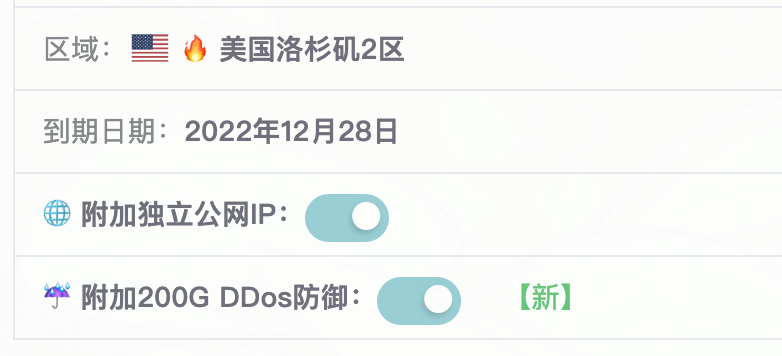 区域: 🇺🇸 🔥 美国洛杉矶2区
到期日期: 2022年12月28日
🌐 附加独立公网IP:
☔ 附加200G DDos防御: 【新】